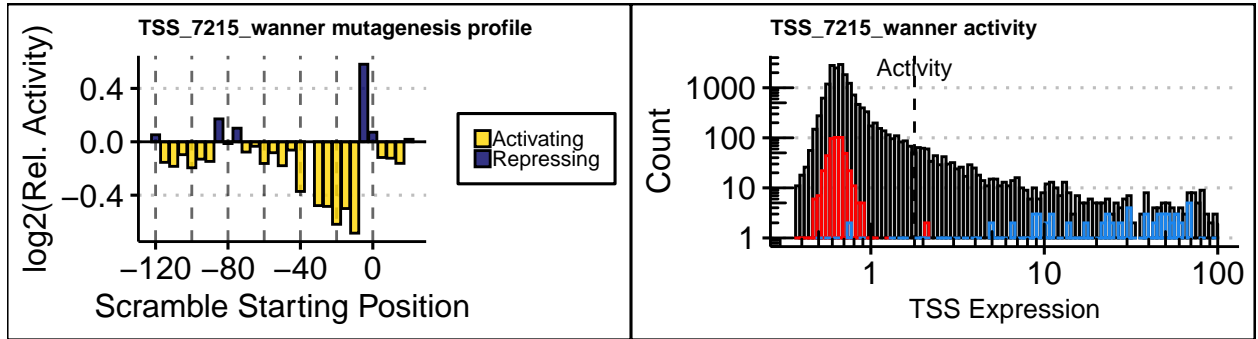 TSS_7215_wanner mutagenesis profile
log2(Rel. Activity)
0.4
0.0
−0.4
−120
−80
−40
0
Scramble Starting Position
Activating
Repressing
TSS_7215_wanner activity
Activity
Count
1000
100
10
1
1
10
100
TSS Expression